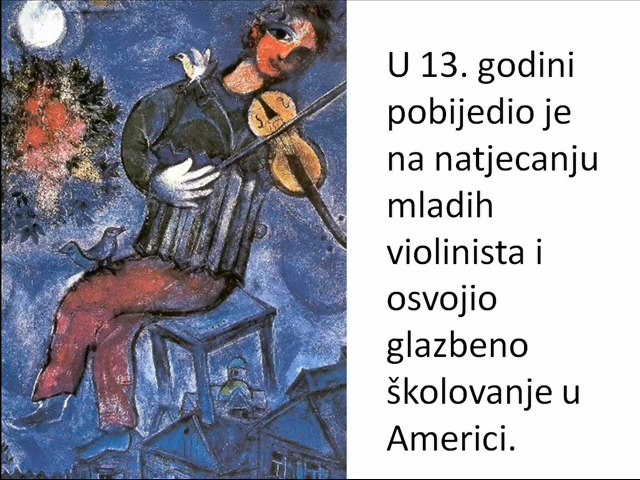 U 13. godini
pobijedio je
na natjecanju
mladih
violinista i
osvojio
glazbeno
školovanje u
Americi.